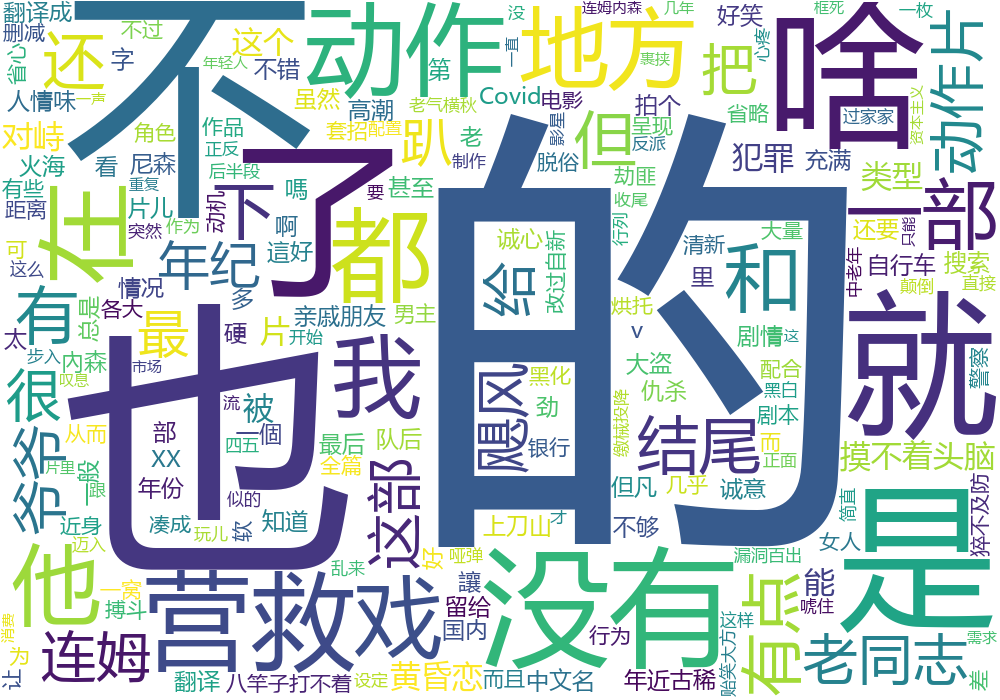 翻译成
删减
省心
还
不过
字
年轻人
人情味
一声
不
这个
不错
动作
虽然
高潮
第
没
一直
老气横秋
Covid
连姆内森
地方
电影
影星
几年
裹挟
把
好笑
心疼
框死
啥
一枚
动作片
资本主义
对峙
角色
作品
正反
套招
配置
拍个
省略
过家家
火海
看
尼森
后半段
了
老
制作
趴
脱俗
但
呈现
反派
犯罪
充满
类型
有些
距离
片儿
重复
突然
作为
动机
下
嗎
要
甚至
劫匪
一部
可
这么
在
年纪
啊
這好
都
的
诚心
改过自新
收尾
行列
清新
里
大量
和
还要
只能
中老年
自行车
搜索
颠倒
直接
有
总是
情况
各大
多
给
烘托
太
步入
内森
最
硬
片
亲戚朋友
开始
男主
v
剧情
这
就
警察
叹息
市场
也
我
飓风
黑化
大盗
仇杀
配合
黑白
很
流
被
劲
缴械投降
剧本
爷爷
从而
部
一個
四五
最后
队后
银行
结尾
而
正面
摸不着头脑
片里
一般
跟
XX
年份
似的
全篇
这部
但凡
几乎
诚意
简直
猝不及防
近身
迈入
凑成
玩儿
软
知道
上刀山
才
不够
女人
是
他
一窝
搏斗
营救戏
乱来
好
哑弹
没有
漏洞百出
有点
能
唬住
消费
让
为
连姆
讓
留给
国内
行为
这样
贻笑大方
老同志
需求
差
翻译
八竿子打不着
设定
黄昏恋
而且
中文名
年近古稀